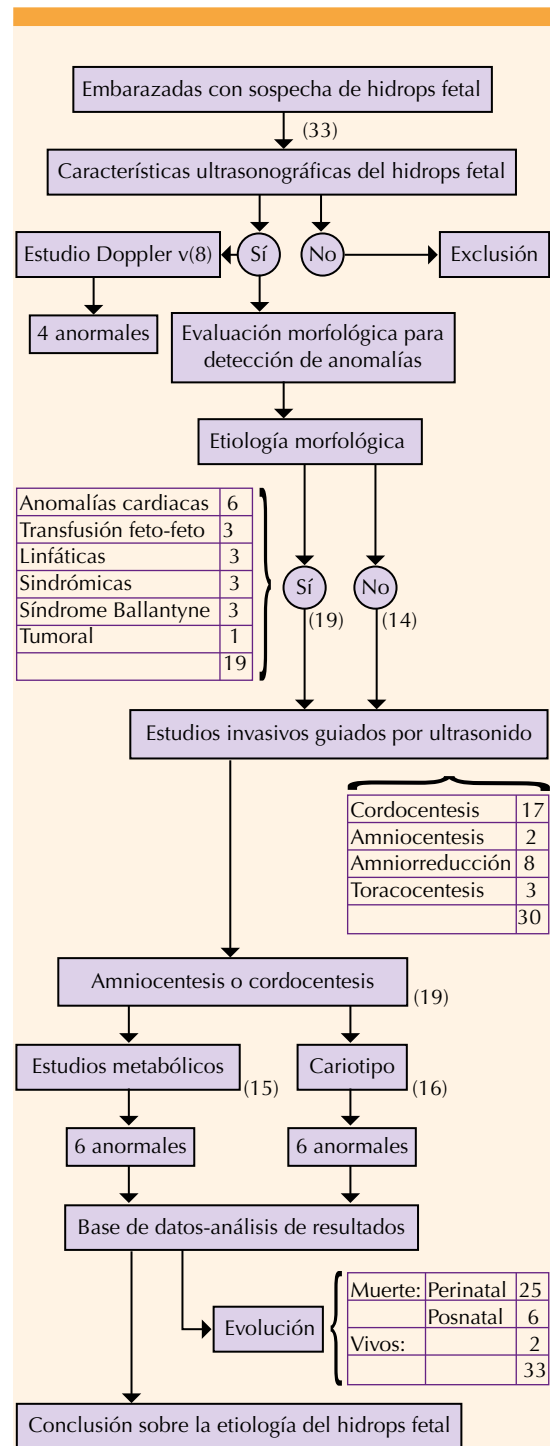 Embarazadas con sospecha de hidrops fetal
(33)
Características ultrasonográficas del hidrops fetal
Estudio Doppler v(8)
Sí
No
Exclusión
4 anormales
Evaluación morfológica para
detección de anomalías
Etiología morfológica
Anomalías cardiacas 6
Transfusión feto-feto 3
Linfáticas 3
Sindrómicas 3
Síndrome Ballantyne 3
Tumoral 1
19
Sí
No
(19)
(14)
Estudios invasivos guiados por ultrasonido
Cordocentesis 17
Amniocentesis 2
Amniorreducción 8
Toracocentesis 3
30
Amniocentesis o cordocentesis
(19)
Estudios metabólicos
(15)
Cariotipo
(16)
6 anormales
6 anormales
Base de datos-análisis de resultados
Evolución
Muerte: Perinatal 25
Posnatal 6
Vivos: 2
33
Conclusión sobre la etiología del hidrops fetal